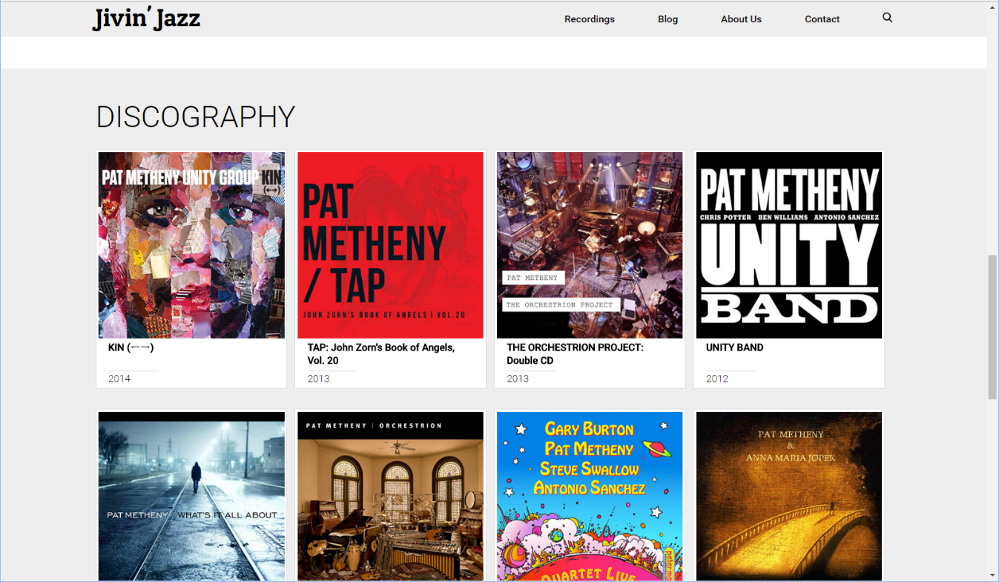 Jivin' Jazz
Recordings
Blog
About Us
Contact
DISCOGRAPHY
PAT METHENY UNITY GROUP KIN
(←→)
KIN (←→)
2014
PAT
METHENY
/ TAP
JOHN ZORN'S BOOK OF ANGELS | VOL.20
TAP: John Zorn's Book of Angels,
Vol. 20
2013
PAT METHENY
THE ORCHESTRION PROJECT
THE ORCHESTRION PROJECT:
Double CD
2013
PAT METHENY
CHRIS POTTER BEN WILLIAMS ANTONIO SANCHEZ
UNITY
BAND
UNITY BAND
2012
PAT METHENY WHAT'S IT ALL ABOUT
PAT METHENY | ORCHESTRION
GARY BURTON
PAT METHENY
STEVE SWALLOW
ANTONIO SANCHEZ
QUARTET LIVE
PAT METHENY
&
ANNA MARIA JOPEK